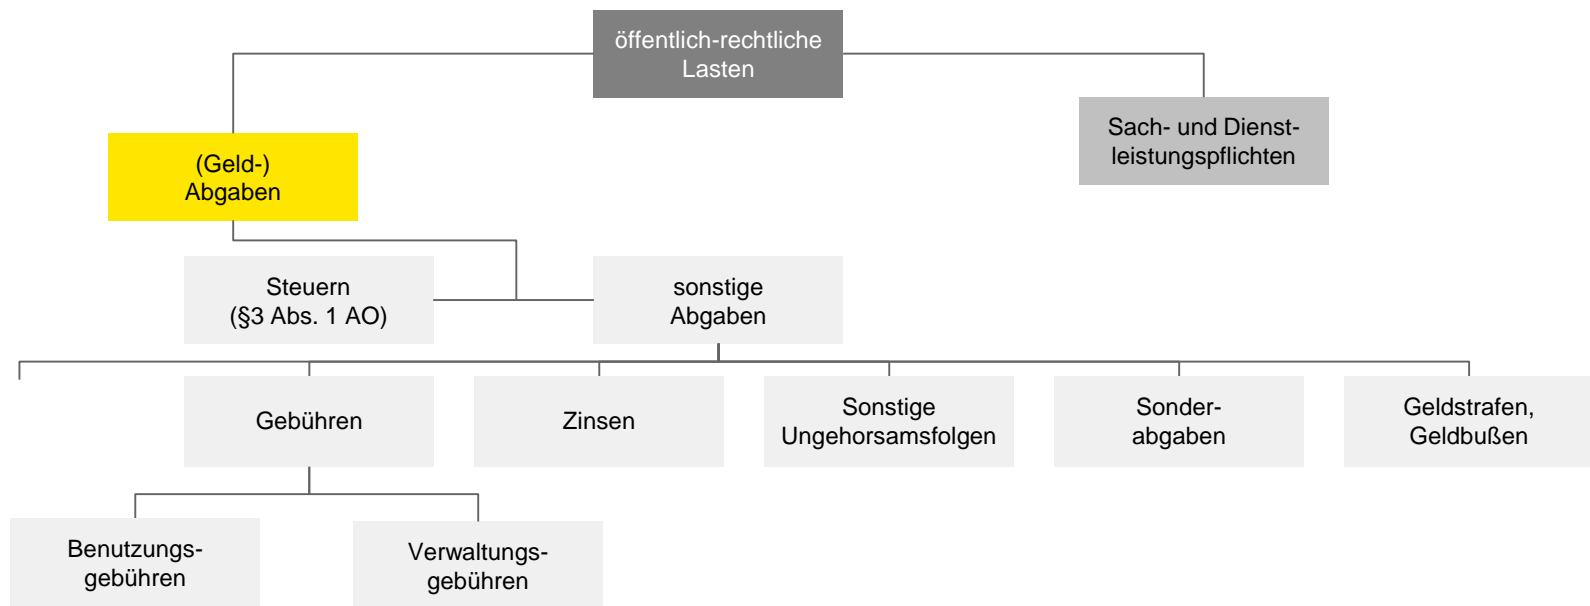 öffentlich-rechtliche
Lasten
Sach- und Dienst-
leistungspflichten
(Geld-)
Abgaben
Steuern
(§3 Abs. 1 AO)
sonstige
Abgaben
Gebühren
Zinsen
Sonstige
Ungehorsamsfolgen
Sonder-
abgaben
Geldstrafen,
Geldbußen
Benutzungs-
gebühren
Verwaltungs-
gebühren